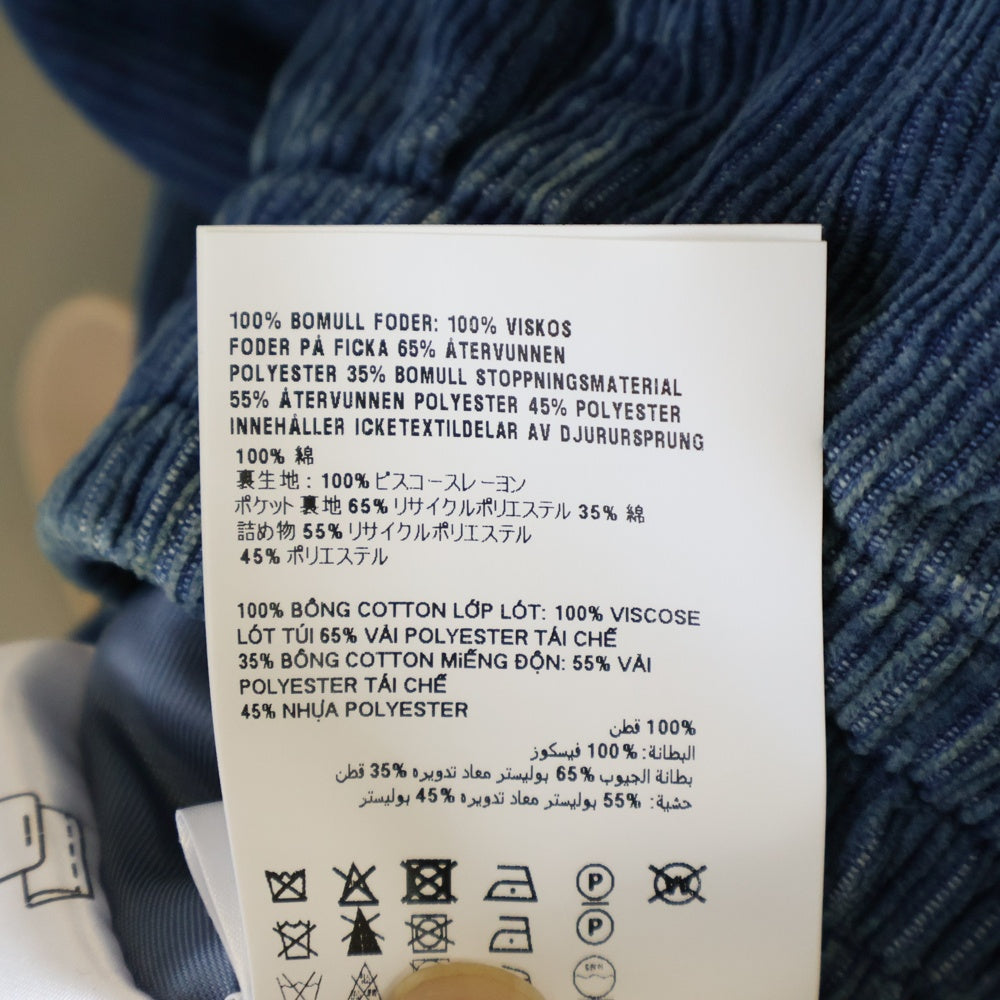 100% BOMULL FODER: 100% VISKOS
FODER PÅ FICKA 65% ÅTERVUNNEN
POLYESTER 35% BOMULL STOPPNINGSMATERIAL
55% ÅTERVUNNEN POLYESTER 45% POLYESTER
INNEHÅLLER ICKETEXTILDELAR AV DJURURSPRUNG
100% 綿
裏生地: 100% ビスコースレーヨン
ポケット 裏地 65% リサイクルポリエステル 35% 綿
詰め物 55% リサイクルポリエステル
45% ポリエステル
100% BÔNG COTTON LỚP LÓT: 100% VISCOSE
LÓT TÚI 65% VẢI POLYESTER TÁI CHẾ
35% BÔNG COTTON MIẾNG ĐỘN: 55% VẢI
POLYESTER TÁI CHẾ
45% NHỰA POLYESTER
100% قطن
البطانة: 100% فيسكوز
بطانة الجيوب 65% بوليستر معاد تدويره 35% قطن
حشية: 55% بوليستر معاد تدويره 45% بوليستر
P W
P